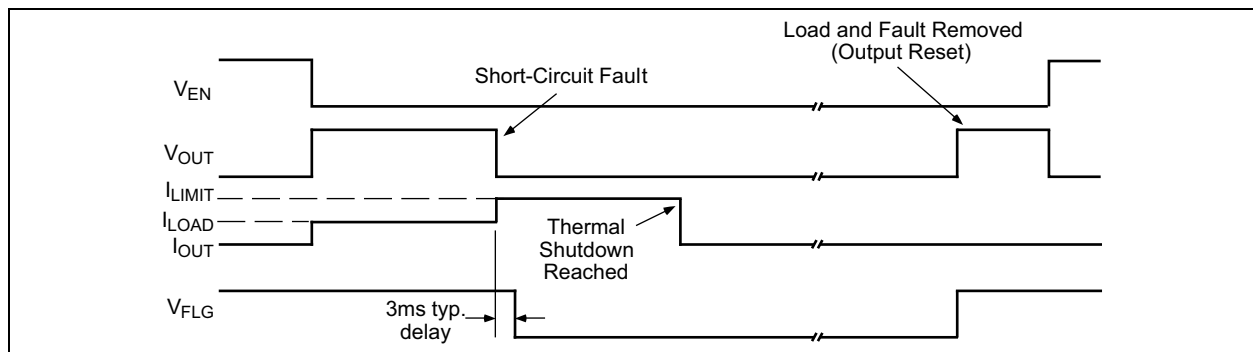 Load and Fault Removed
(Output Reset)
VEN
Short-Circuit Fault
VOUT
ILIMIT
ILOAD
IOUT
Thermal
Shutdown
Reached
VFLG
3ms typ.
delay